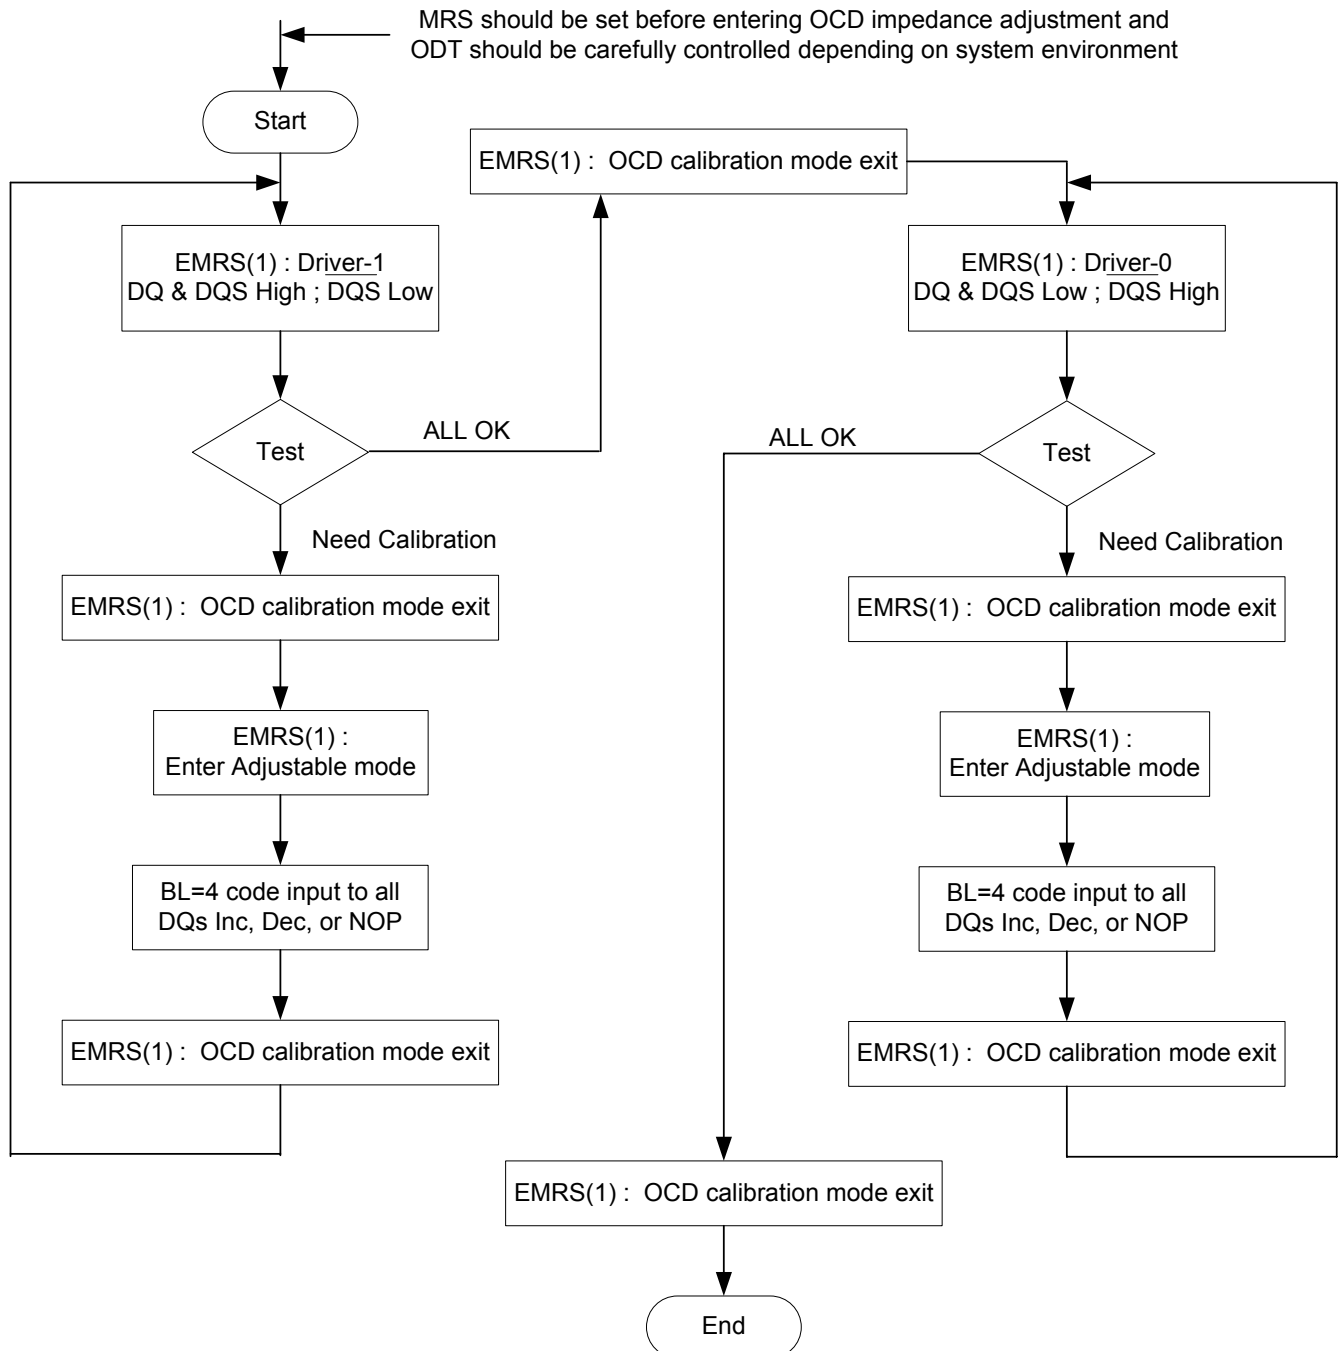 MRS should be set before entering OCD impedance adjustment and
ODT should be carefully controlled depending on system environment
Start
EMRS(1) : Driver-1
DQ & DQS High ; D̅Q̅S̅ Low
Test
ALL OK
Need Calibration
EMRS(1) : OCD calibration mode exit
EMRS(1) :
Enter Adjustable mode
BL=4 code input to all
DQs Inc, Dec, or NOP
EMRS(1) : OCD calibration mode exit
EMRS(1) : OCD calibration mode exit
EMRS(1) : Driver-0
DQ & DQS Low ; D̅Q̅S̅ High
Test
ALL OK
Need Calibration
EMRS(1) : OCD calibration mode exit
EMRS(1) :
Enter Adjustable mode
BL=4 code input to all
DQs Inc, Dec, or NOP
EMRS(1) : OCD calibration mode exit
EMRS(1) : OCD calibration mode exit
End